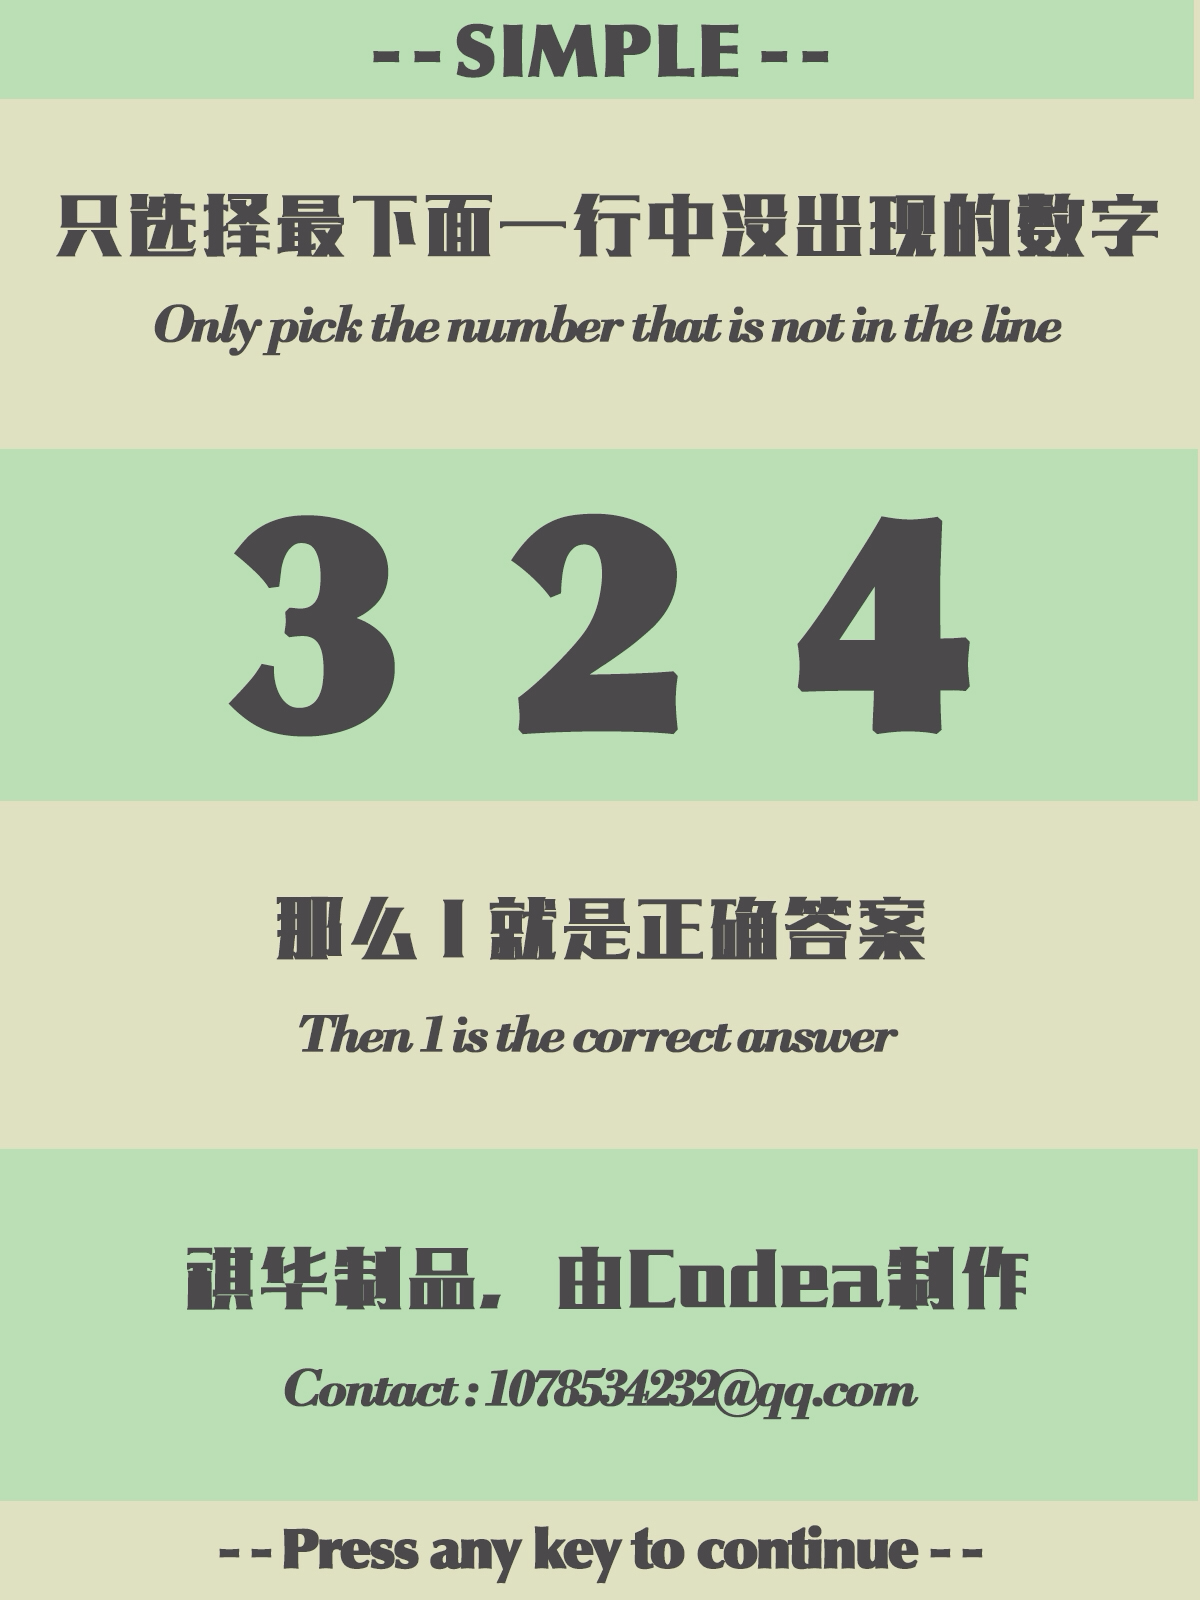 --SIMPLE--
只选择最下面一行中没出现的数字
Only pick the number that is not in the line
3 2 4
那么1就是正确答案
Then 1 is the correct answer
祺华制品，由Codea制作
Contact : 1078534232@qq.com
--Press any key to continue--